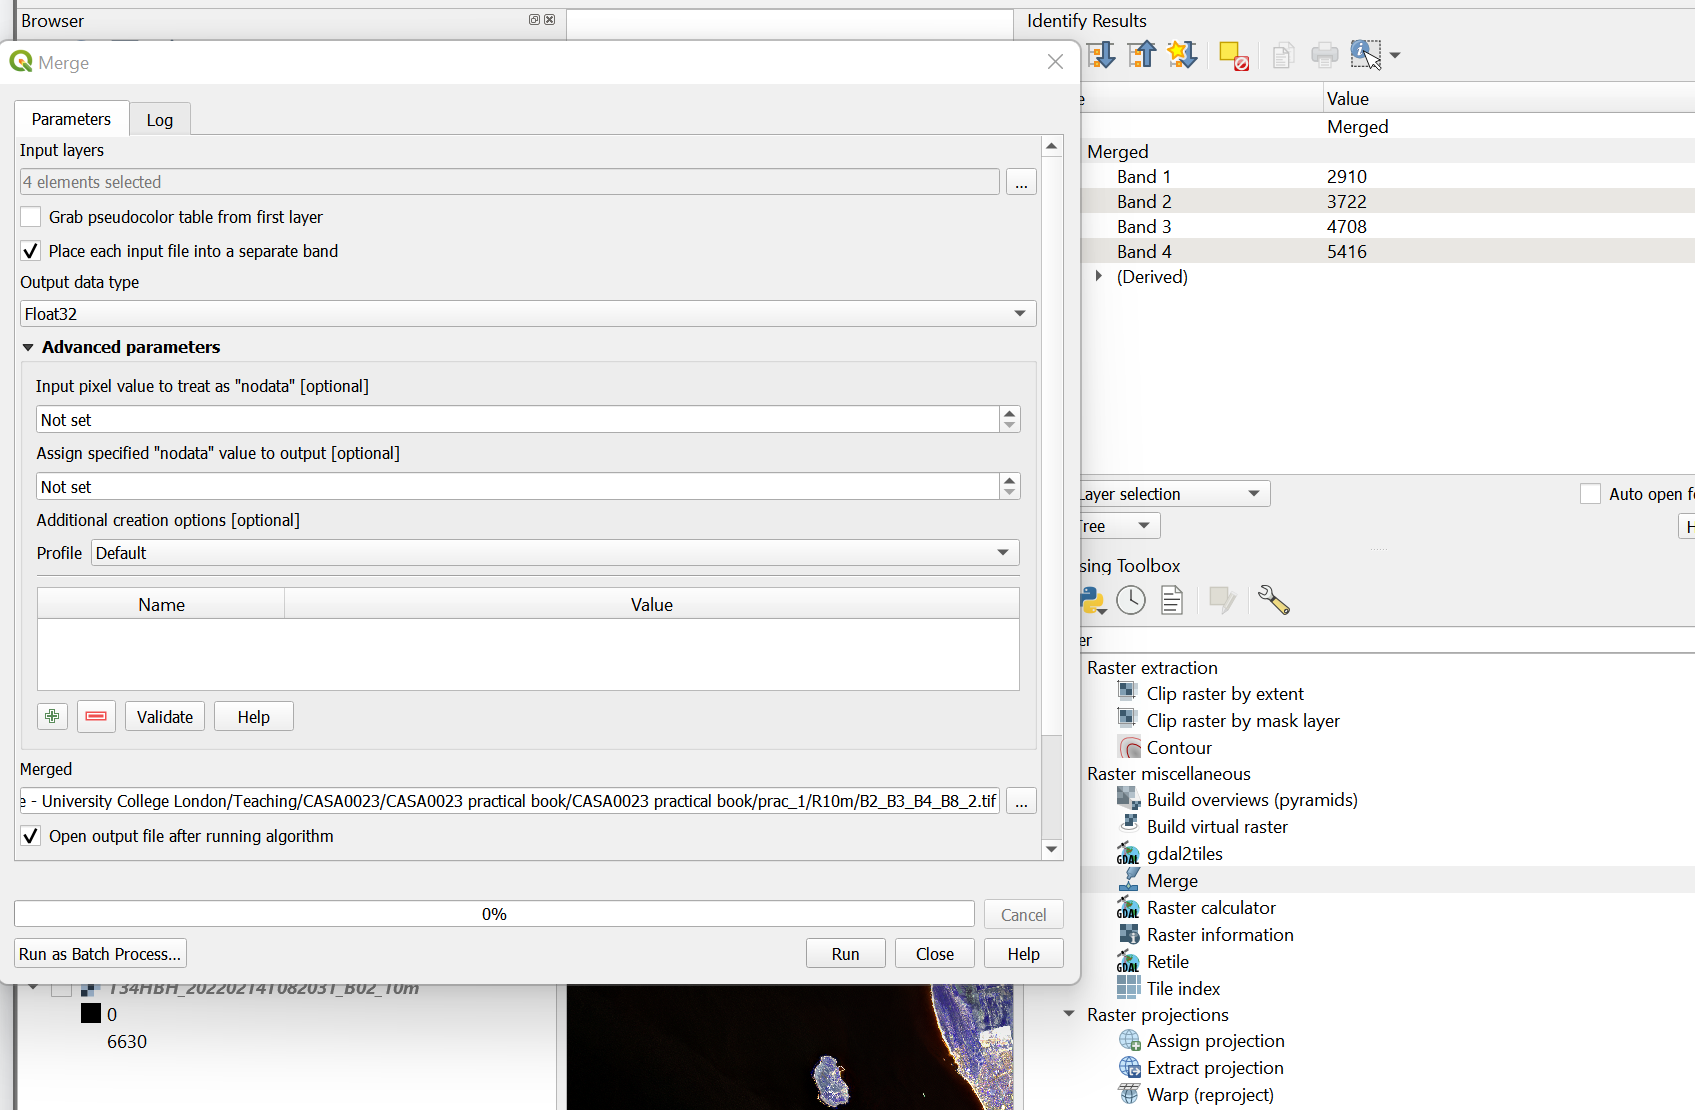 Browser
Identify Results
Merge
Parameters
Log
Input layers
4 elements selected
...
Grab pseudocolor table from first layer
Place each input file into a separate band
Output data type
Float32
Advanced parameters
Input pixel value to treat as "nodata" [optional]
Not set
Assign specified "nodata" value to output [optional]
Not set
Additional creation options [optional]
Profile Default
Name Value
Validate Help
Merged
e - University College London/Teaching/CASA0023/CASA0023 practical book/CASA0023 practical book/prac_1/R10m/B2_B3_B4_B8_2.tif
...
Open output file after running algorithm
0%
Cancel
Run as Batch Process...
Run Close Help
T34HBH_20220214T082031_B02_10m
0
6630
e Value
Merged
Merged
Band 1 2910
Band 2 3722
Band 3 4708
Band 4 5416
(Derived)
Layer selection
Auto open f
Tree
H
sing Toolbox
er
Raster extraction
Clip raster by extent
Clip raster by mask layer
Contour
Raster miscellaneous
Build overviews (pyramids)
Build virtual raster
GDAL gdal2tiles
Merge
GDAL Raster calculator
Raster information
GDAL Retile
Tile index
Raster projections
Assign projection
Extract projection
Warp (reproject)